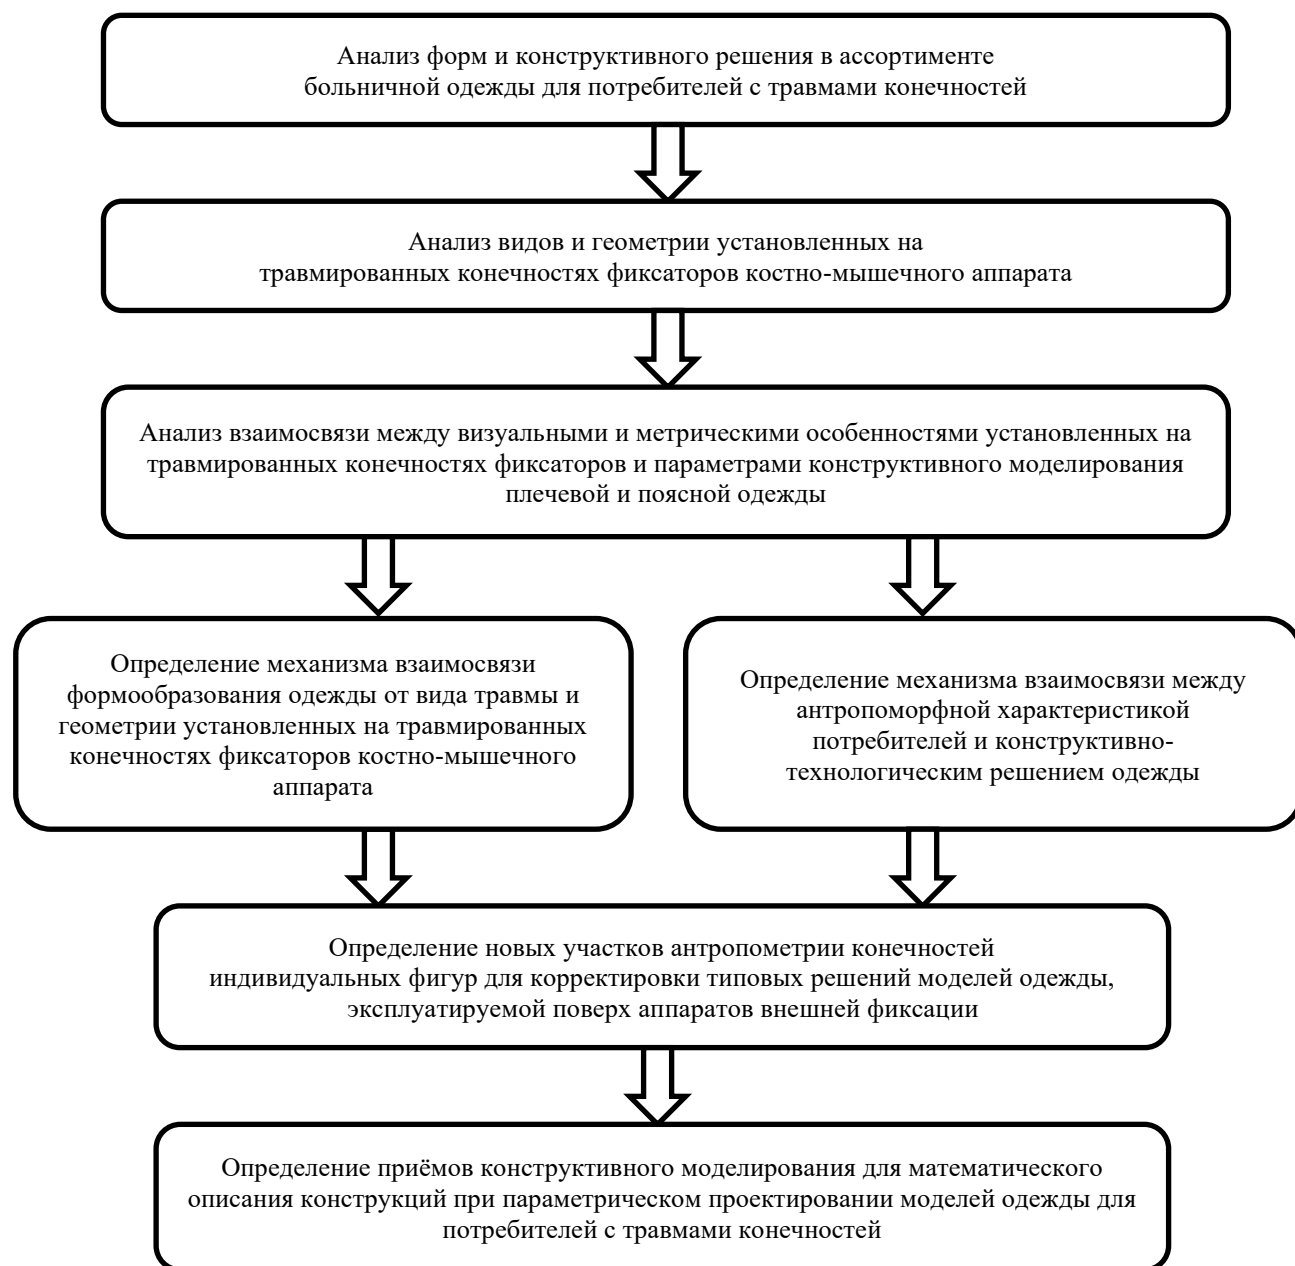 Анализ форм и конструктивного решения в ассортименте
больничной одежды для потребителей с травмами конечностей
Анализ видов и геометрии установленных на
травмированных конечностях фиксаторов костно-мышечного аппарата
Анализ взаимосвязи между визуальными и метрическими особенностями установленных на
травмированных конечностях фиксаторов и параметрами конструктивного моделирования
плечевой и поясной одежды
Определение механизма взаимосвязи
формообразования одежды от вида травмы и
геометрии установленных на травмированных
конечностях фиксаторов костно-мышечного
аппарата
Определение механизма взаимосвязи между
антропоморфной характеристикой
потребителей и конструктивно-
технологическим решением одежды
Определение новых участков антропометрии конечностей
индивидуальных фигур для корректировки типовых решений моделей одежды,
эксплуатируемой поверх аппаратов внешней фиксации
Определение приёмов конструктивного моделирования для математического
описания конструкций при параметрическом проектировании моделей одежды для
потребителей с травмами конечностей